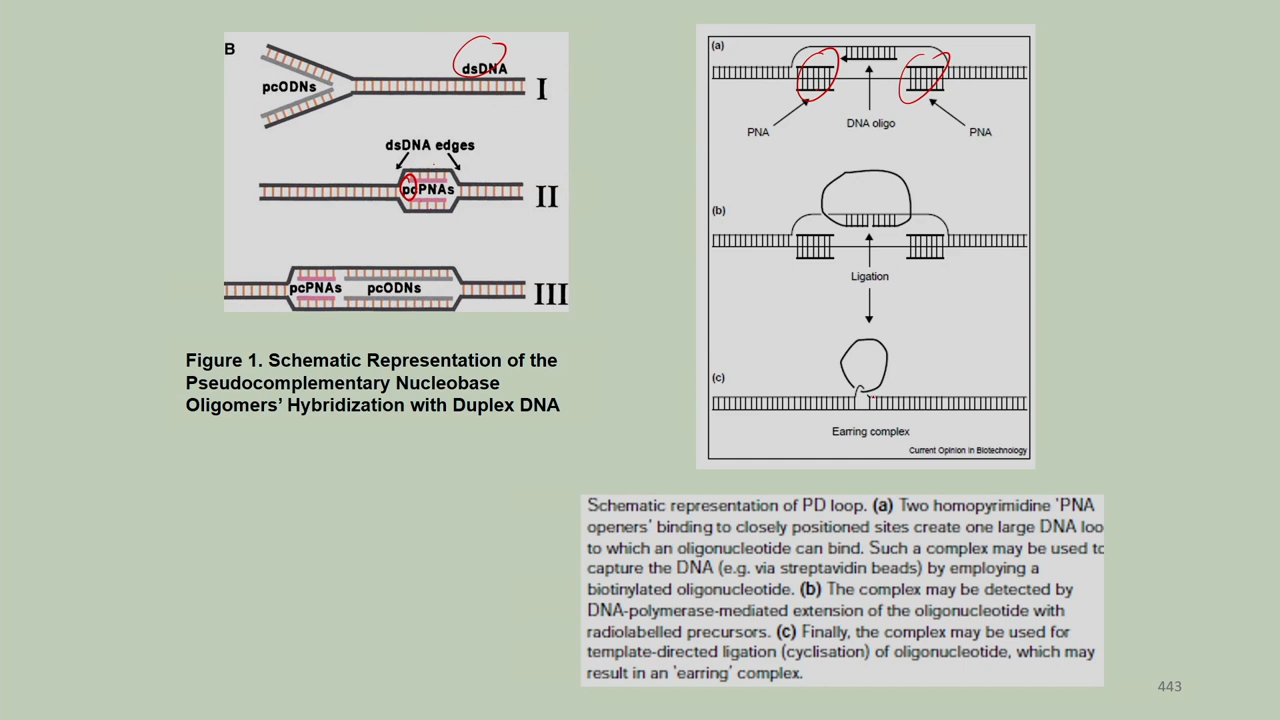 B
dsDNA
pcODNs
I
dsDNA edges
pcPNAs
II
pcPNAs
pcODNs
III
Figure 1. Schematic Representation of the
Pseudocomplementary Nucleobase
Oligomers’ Hybridization with Duplex DNA
(a)
PNA
DNA oligo
PNA
(b)
Ligation
(c)
Earring complex
Current Opinion in Biotechnology
Schematic representation of PD loop. (a) Two homopyrimidine 'PNA
openers' binding to closely positioned sites create one large DNA loo
to which an oligonucleotide can bind. Such a complex may be used to
capture the DNA (e.g. via streptavidin beads) by employing a
biotinylated oligonucleotide. (b) The complex may be detected by
DNA-polymerase-mediated extension of the oligonucleotide with
radiolabelled precursors. (c) Finally, the complex may be used for
template-directed ligation (cyclisation) of oligonucleotide, which may
result in an 'earring' complex.
443